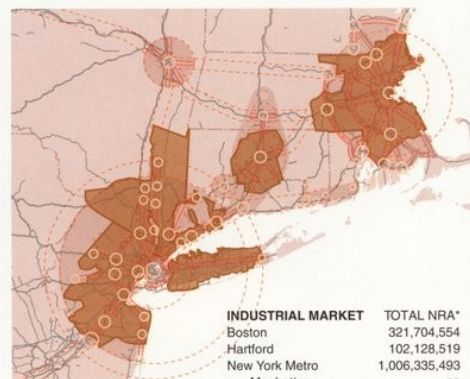 INDUSTRIAL MARKET TOTAL NRA*
Boston 321,704,554
Hartford 102,128,519
New York Metro 1,006,335,493